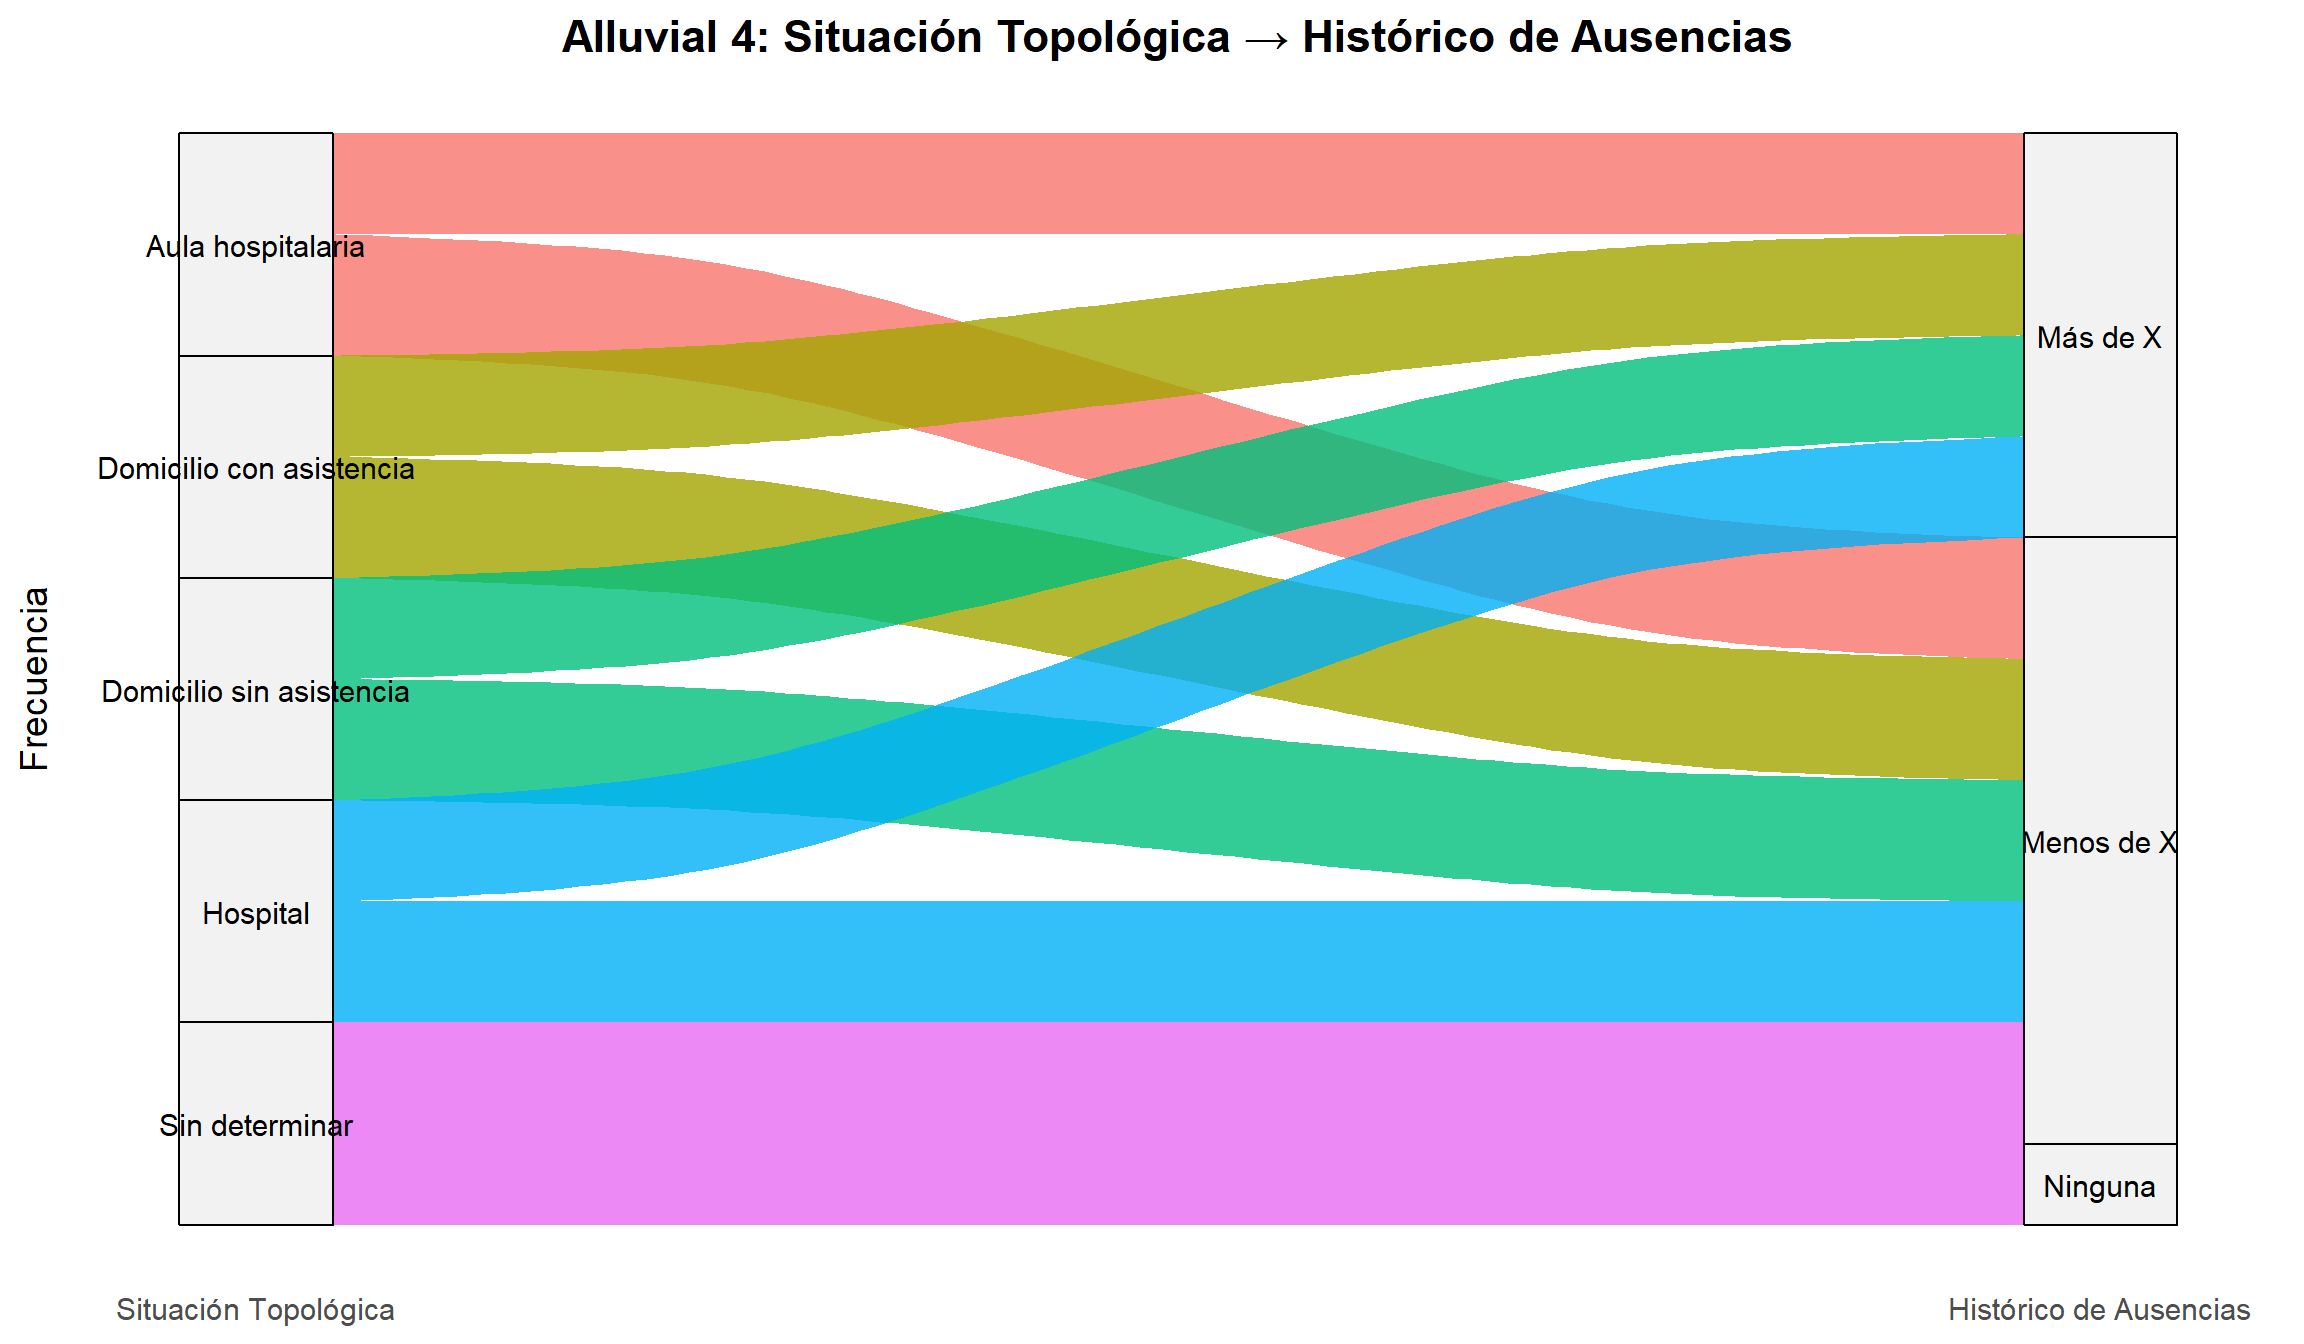 Alluvial 4: Situación Topológica → Histórico de Ausencias
Frecuencia
Aula hospitalaria
Domicilio con asistencia
Domicilio sin asistencia
Hospital
Sin determinar
Más de X
Menos de X
Ninguna
Situación Topológica
Histórico de Ausencias